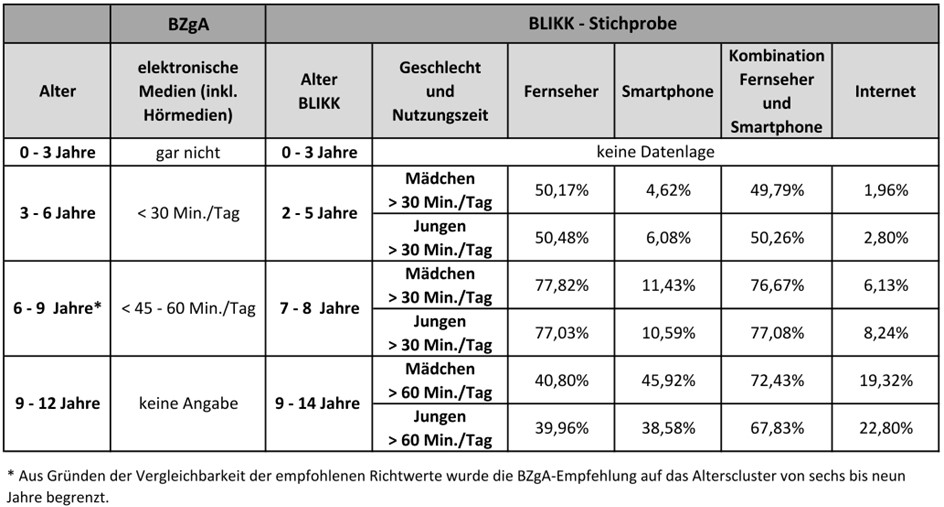 BZgA BLIKK - Stichprobe
Alter elektronische Medien (inkl. Hörmedien) Alter BLIKK Geschlecht und Nutzungszeit Fernseher Smartphone Kombination Fernseher und Smartphone Internet
0 - 3 Jahre gar nicht 0 - 3 Jahre keine Datenlage
3 - 6 Jahre < 30 Min./Tag 2 - 5 Jahre Mädchen > 30 Min./Tag 50,17% 4,62% 49,79% 1,96%
Jungen > 30 Min./Tag 50,48% 6,08% 50,26% 2,80%
6 - 9 Jahre* < 45 - 60 Min./Tag 7 - 8 Jahre Mädchen > 30 Min./Tag 77,82% 11,43% 76,67% 6,13%
Jungen > 30 Min./Tag 77,03% 10,59% 77,08% 8,24%
9 - 12 Jahre keine Angabe 9 - 14 Jahre Mädchen > 60 Min./Tag 40,80% 45,92% 72,43% 19,32%
Jungen > 60 Min./Tag 39,96% 38,58% 67,83% 22,80%
* Aus Gründen der Vergleichbarkeit der empfohlenen Richtwerte wurde die BZgA-Empfehlung auf das Alterscluster von sechs bis neun
Jahre begrenzt.